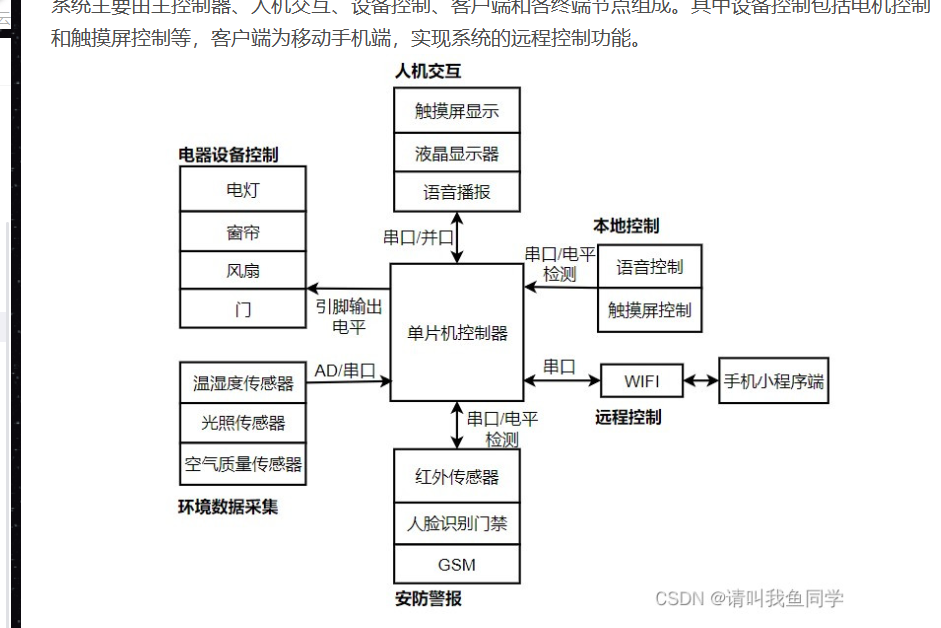 系统主要由主控制器、人机交互、设备控制、客户端和各终端节点组成。其中设备控制包括电机控制
和触摸屏控制等，客户端为移动手机端，实现系统的远程控制功能。
人机交互
触摸屏显示
液晶显示器
语音播报
电器设备控制
电灯
窗帘
风扇
门
串口/并口
本地控制
串口/电平
检测
语音控制
触摸屏控制
引脚输出
电平
单片机控制器
AD/串口
温湿度传感器
光照传感器
空气质量传感器
环境数据采集
串口
WIFI
手机小程序端
远程控制
串口/电平
检测
红外传感器
人脸识别门禁
GSM
安防警报
CSDN @请叫我鱼同学